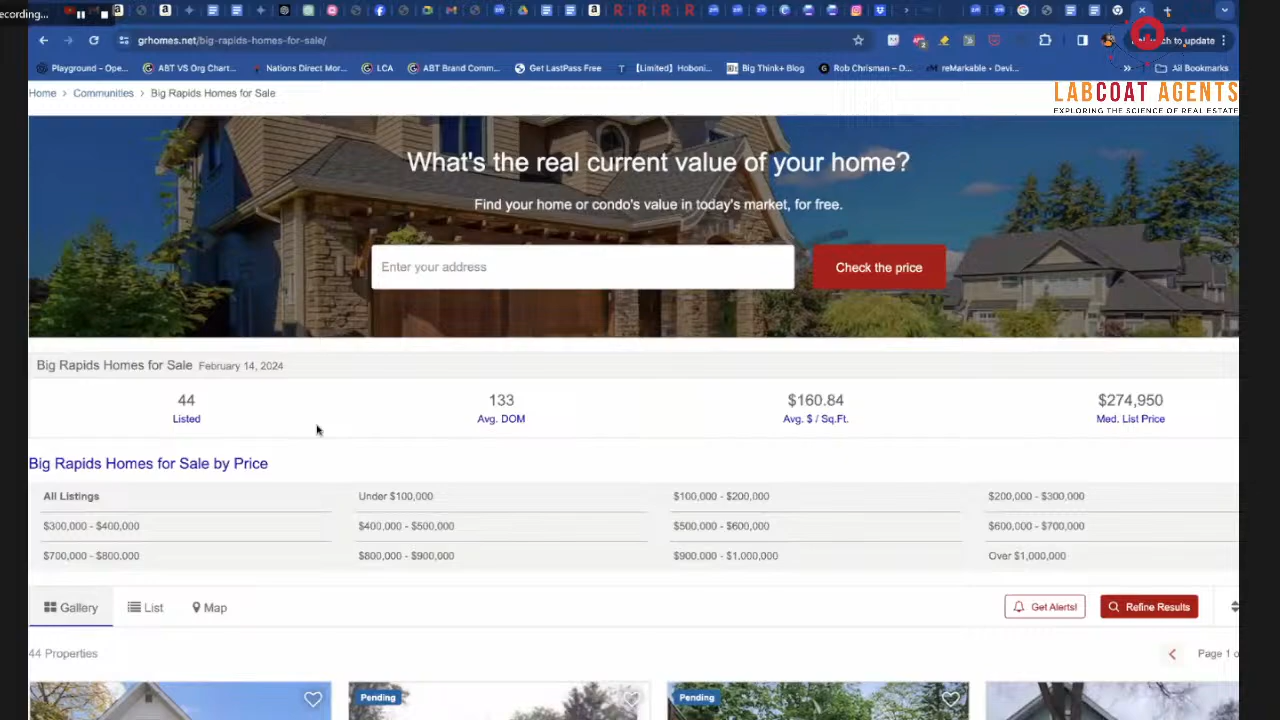 ecording...
grhomes.net/big-rapids-homes-for-sale/
ch to update
Playground – Ope...
ABT VS Org Chart...
Nations Direct Mor...
LCA
ABT Brand Comm...
Get LastPass Free
[Limited] Hoboni...
Big Think+ Blog
Rob Chrisman – D...
reMarkable • Devi...
»
All Bookmarks
LABCOAT AGENTS
EXPLORING THE SCIENCE OF REAL ESTATE
Home > Communities > Big Rapids Homes for Sale
What's the real current value of your home?
Find your home or condo's value in today's market, for free.
Enter your address
Check the price
Big Rapids Homes for Sale February 14, 2024
44 133 $160.84 $274,950
Listed Avg. DOM Avg. $ / Sq.Ft. Med. List Price
Big Rapids Homes for Sale by Price
All Listings Under $100,000 $100,000 - $200,000 $200,000 - $300,000
$300,000 - $400,000 $400,000 - $500,000 $500,000 - $600,000 $600,000 - $700,000
$700,000 - $800,000 $800,000 - $900,000 $900,000 - $1,000,000 Over $1,000,000
Gallery List Map Get Alerts! Refine Results
44 Properties Page 1 o
Pending Pending